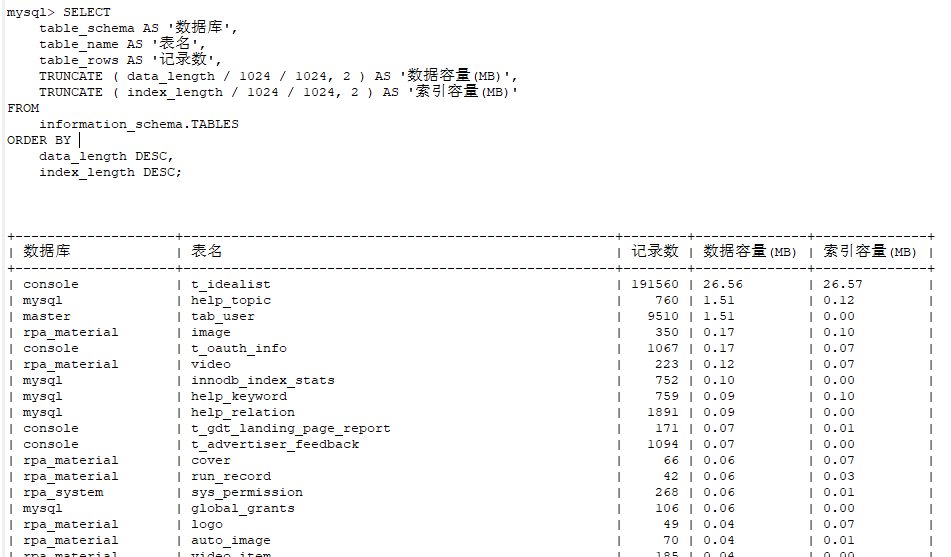 mysql> SELECT
table_schema AS '数据库',
table_name AS '表名',
table_rows AS '记录数',
TRUNCATE ( data_length / 1024 / 1024, 2 ) AS '数据容量(MB)',
TRUNCATE ( index_length / 1024 / 1024, 2 ) AS '索引容量(MB)'
FROM
information_schema.TABLES
ORDER BY
data_length DESC,
index_length DESC;
| 数据库 | 表名 | 记录数 | 数据容量(MB) | 索引容量(MB) |
| console | t_idealist | 191560 | 26.56 | 26.57 |
| mysql | help_topic | 760 | 1.51 | 0.12 |
| master | tab_user | 9510 | 1.51 | 0.00 |
| rpa_material | image | 350 | 0.17 | 0.10 |
| console | t_oauth_info | 1067 | 0.17 | 0.07 |
| rpa_material | video | 223 | 0.12 | 0.07 |
| mysql | innodb_index_stats | 752 | 0.10 | 0.00 |
| mysql | help_keyword | 759 | 0.09 | 0.10 |
| mysql | help_relation | 1891 | 0.09 | 0.00 |
| console | t_gdt_landing_page_report | 171 | 0.07 | 0.01 |
| console | t_advertiser_feedback | 1094 | 0.07 | 0.00 |
| rpa_material | cover | 66 | 0.06 | 0.07 |
| rpa_material | run_record | 42 | 0.06 | 0.03 |
| rpa_system | sys_permission | 268 | 0.06 | 0.01 |
| mysql | global_grants | 106 | 0.06 | 0.00 |
| rpa_material | logo | 49 | 0.04 | 0.07 |
| rpa_material | auto_image | 70 | 0.04 | 0.01 |
| rpa_material | video_item | 185 | 0.04 | 0.00 |